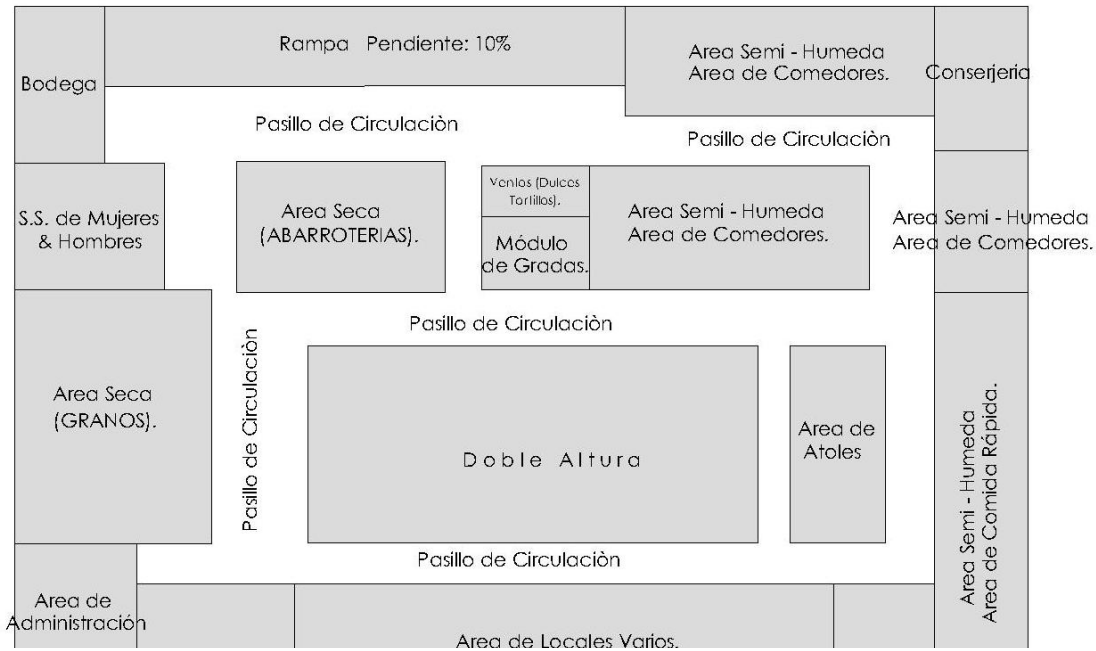 Rampa Pendiente: 10%
Area Semi - Humeda
Area de Comedores.
Conserjeria
Bodega
Pasillo de Circulaciòn
Pasillo de Circulaciòn
S.S. de Mujeres
& Hombres
Area Seca
(ABARROTERIAS).
Ventas (Dulces
Tortillas).
Módulo
de Gradas.
Area Semi - Humeda
Area de Comedores.
Area Semi - Humeda
Area de Comedores.
Pasillo de Circulaciòn
Area Seca
(GRANOS).
Pasillo de Circulaciòn
Doble Altura
Area de
Atoles
Area Semi - Humeda
Area de Comida Rápida.
Pasillo de Circulaciòn
Area de
Administración
Area de Locales Varios.